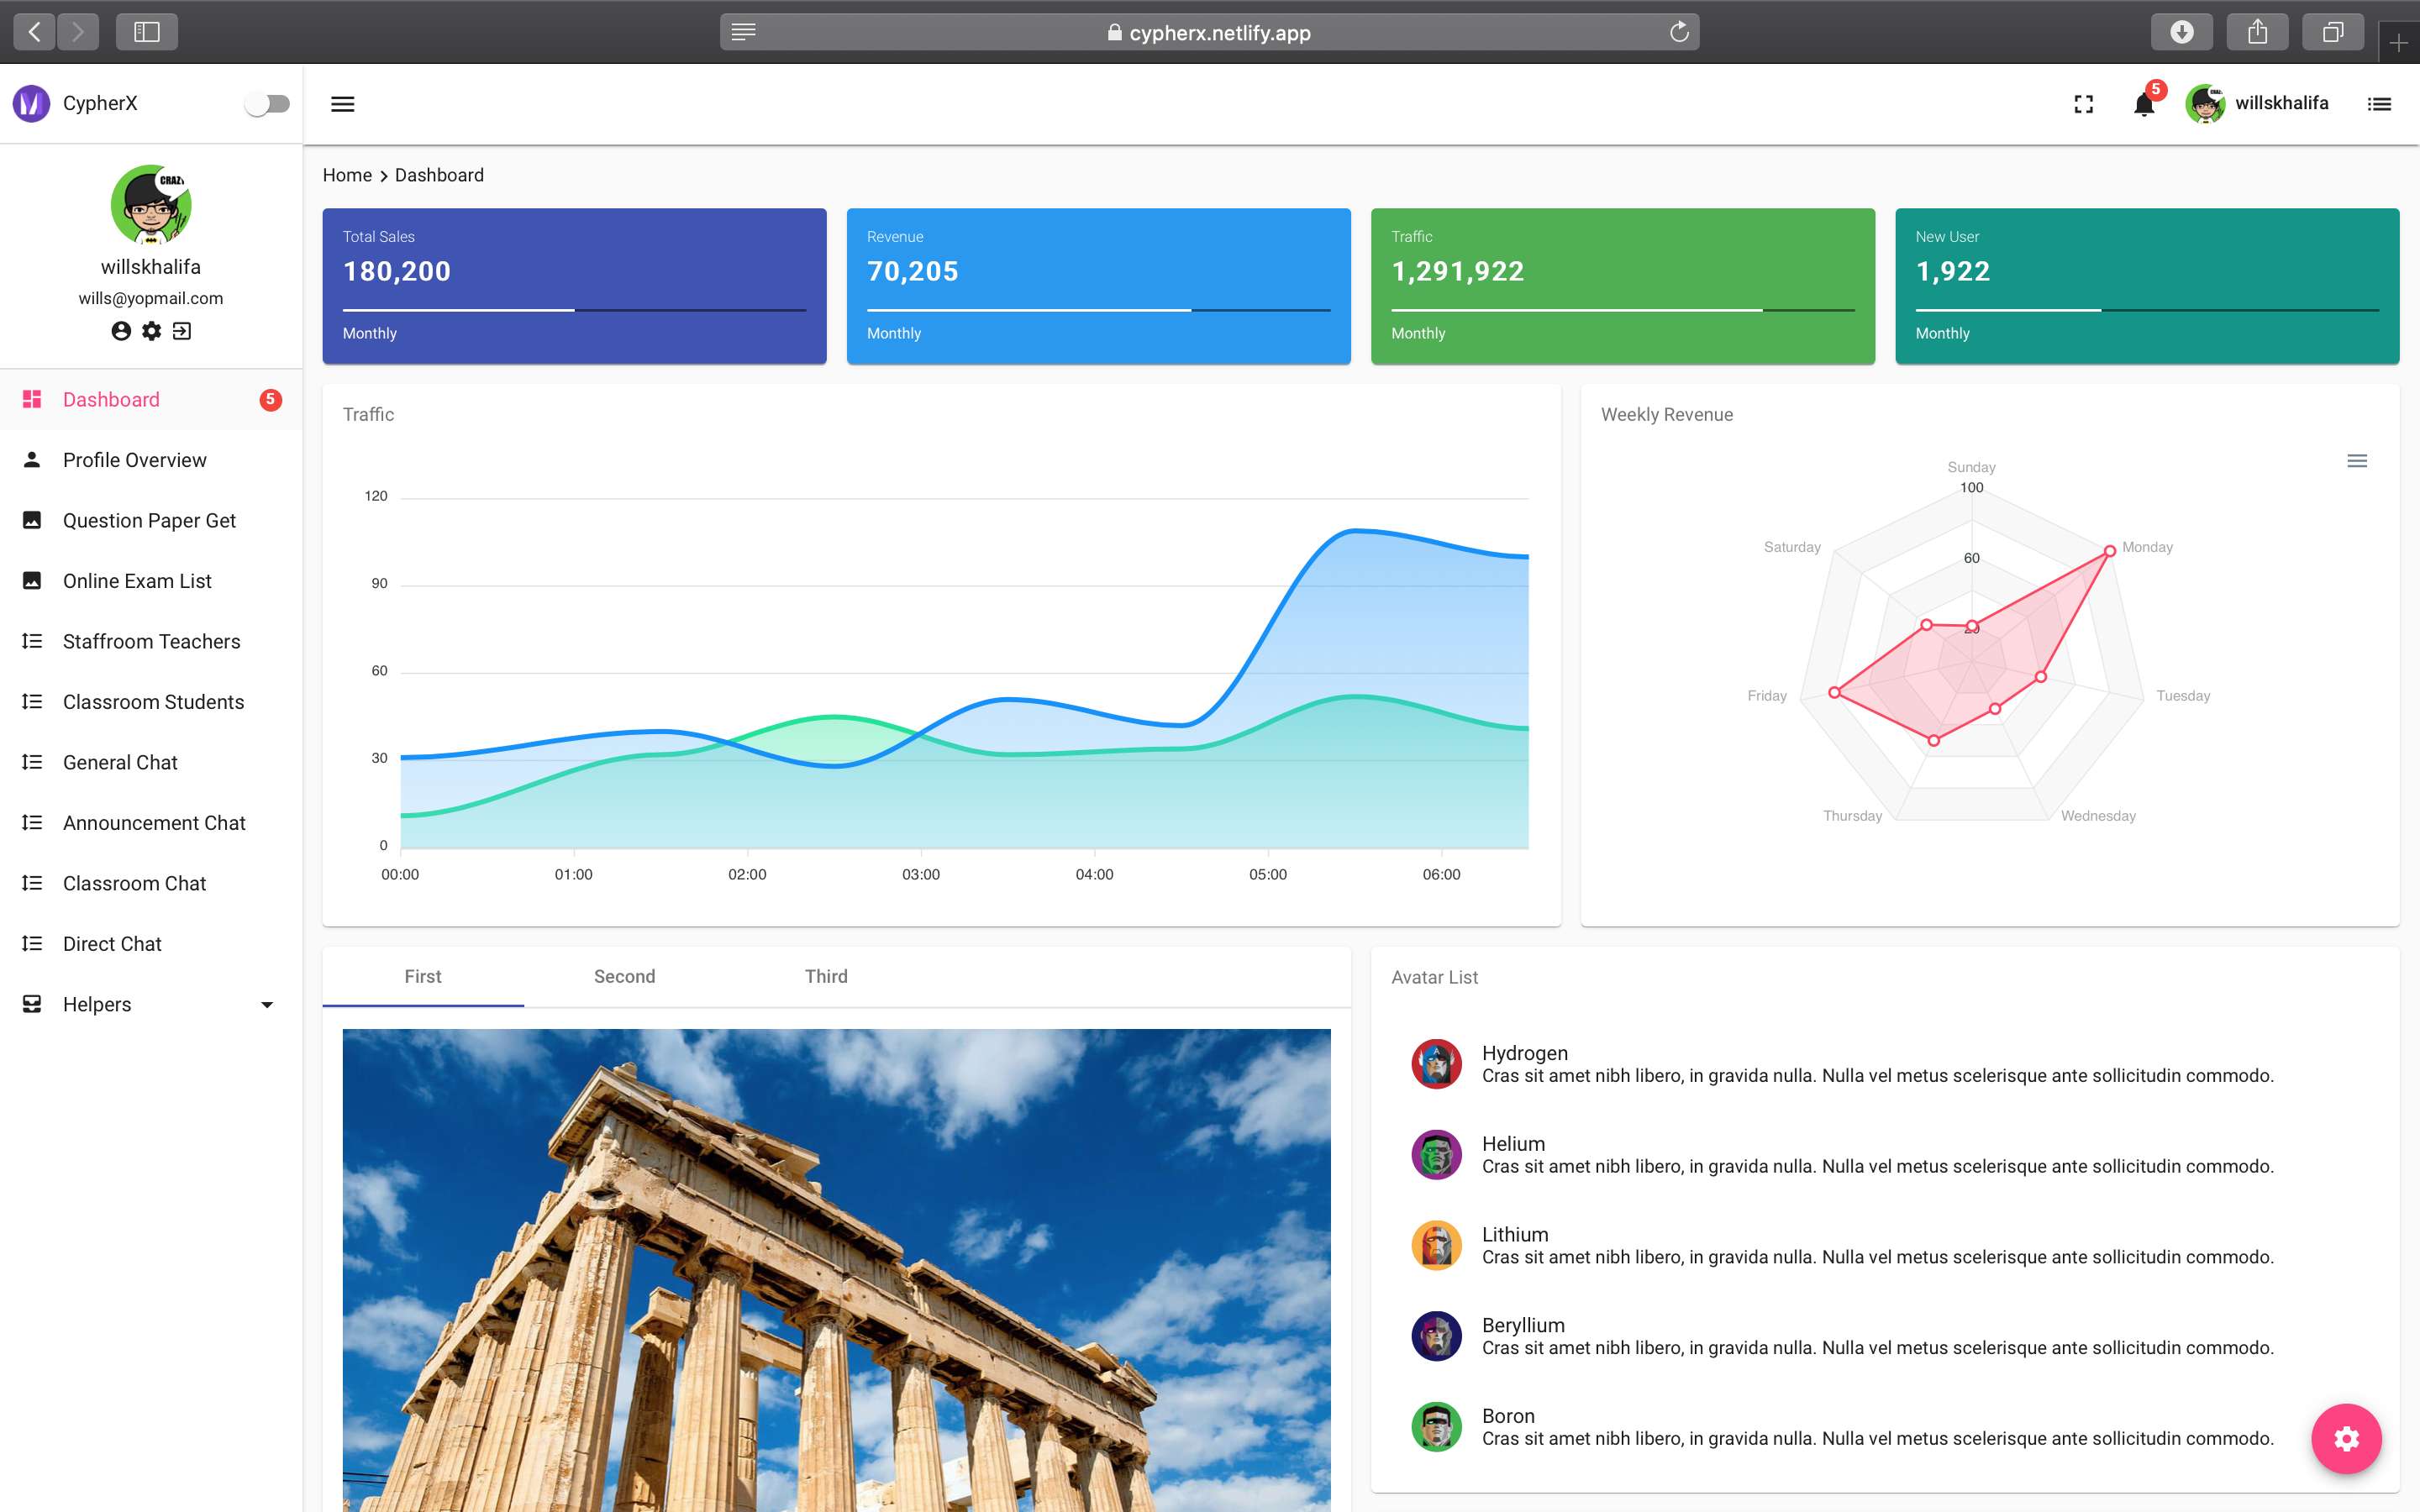 cypherx.netlify.app
CypherX
5
willskhalifa
CRAZY
willskhalifa
wills@yopmail.com
Dashboard 5
Profile Overview
Question Paper Get
Online Exam List
Staffroom Teachers
Classroom Students
General Chat
Announcement Chat
Classroom Chat
Direct Chat
Helpers
Home > Dashboard
Total Sales
180,200
Monthly
Revenue
70,205
Monthly
Traffic
1,291,922
Monthly
New User
1,922
Monthly
Traffic
120
90
60
30
0
00:00 01:00 02:00 03:00 04:00 05:00 06:00
Weekly Revenue
Sunday
100
Saturday
Monday
60
20
Friday
Tuesday
Thursday
Wednesday
First Second Third
Avatar List
Hydrogen
Cras sit amet nibh libero, in gravida nulla. Nulla vel metus scelerisque ante sollicitudin commodo.
Helium
Cras sit amet nibh libero, in gravida nulla. Nulla vel metus scelerisque ante sollicitudin commodo.
Lithium
Cras sit amet nibh libero, in gravida nulla. Nulla vel metus scelerisque ante sollicitudin commodo.
Beryllium
Cras sit amet nibh libero, in gravida nulla. Nulla vel metus scelerisque ante sollicitudin commodo.
Boron
Cras sit amet nibh libero, in gravida nulla. Nulla vel metus scelerisque ante sollicitudin commodo.